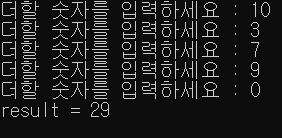 더할 숫자를 입력하세요 : 10
더할 숫자를 입력하세요 : 3
더할 숫자를 입력하세요 : 7
더할 숫자를 입력하세요 : 9
더할 숫자를 입력하세요 : 0
result = 29